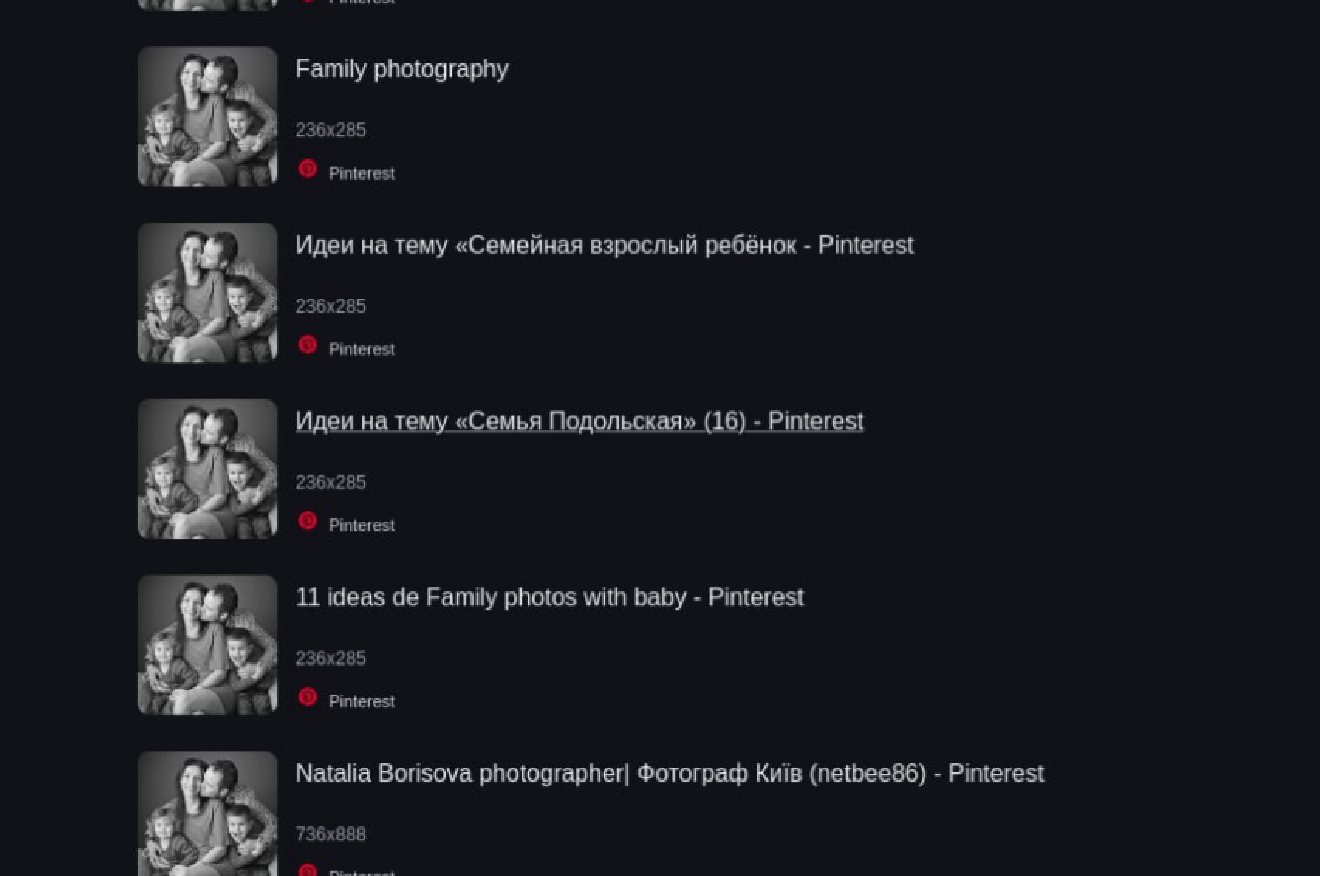 Pinterest
Family photography
236x285
Pinterest
Идеи на тему «Семейная взрослый ребёнок - Pinterest
236x285
Pinterest
Идеи на тему «Семья Подольская» (16) - Pinterest
236x285
Pinterest
11 ideas de Family photos with baby - Pinterest
236x285
Pinterest
Natalia Borisova photographer| Фотограф Київ (netbee86) - Pinterest
736x888
Pinterest